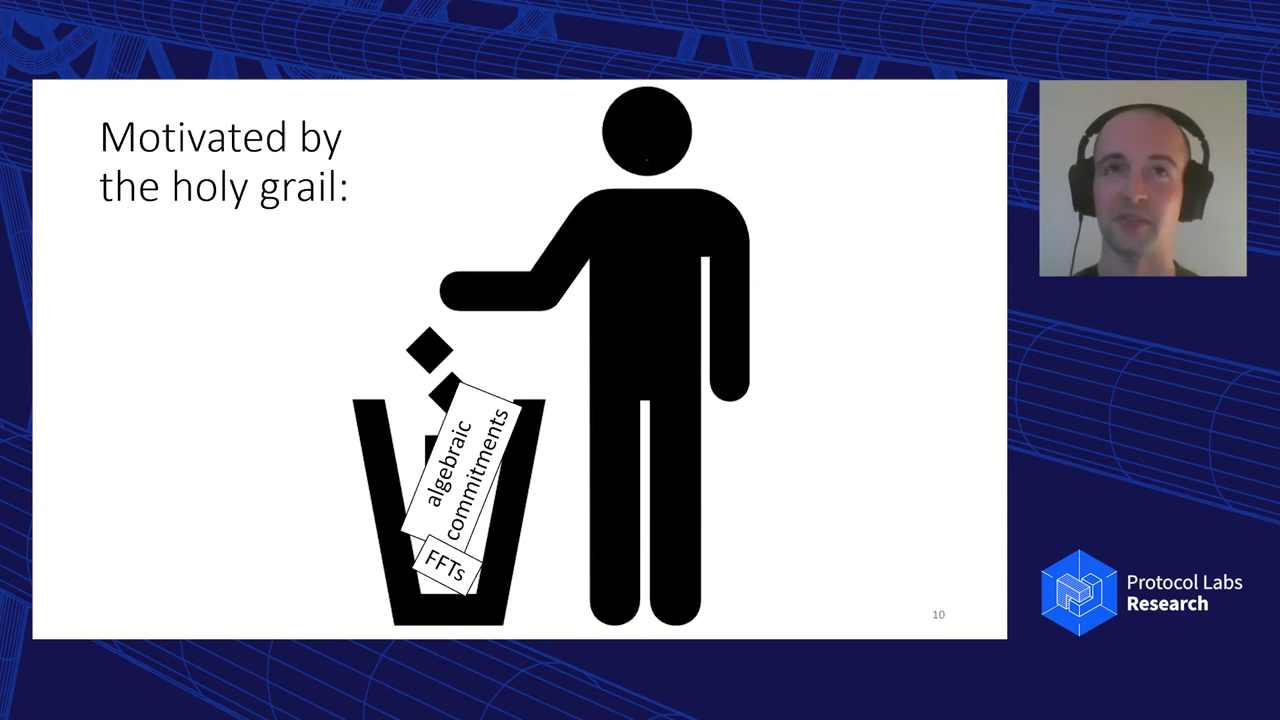 Motivated by
the holy grail:
algebraic
commitments
FFTs
10
Protocol Labs
Research